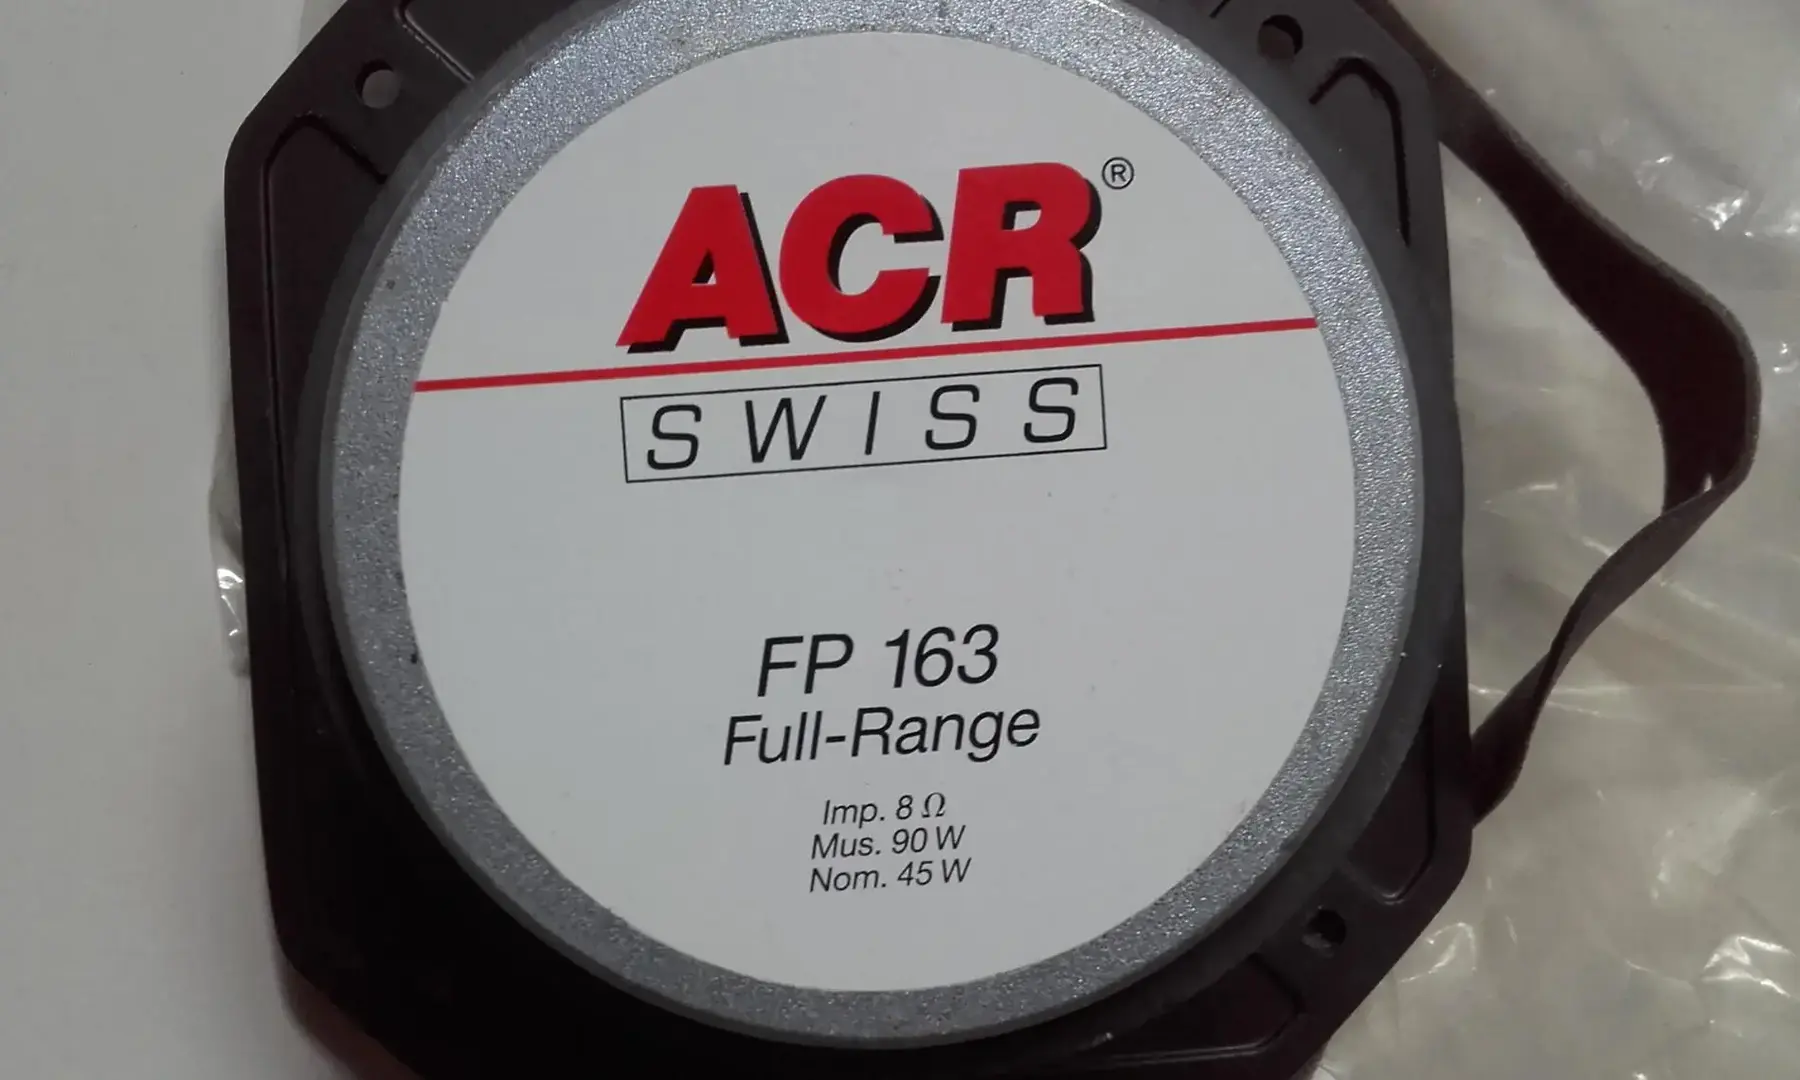 ACR®
SWISS
FP 163
Full-Range
Imp. 8 Ω
Mus. 90 W
Nom. 45 W